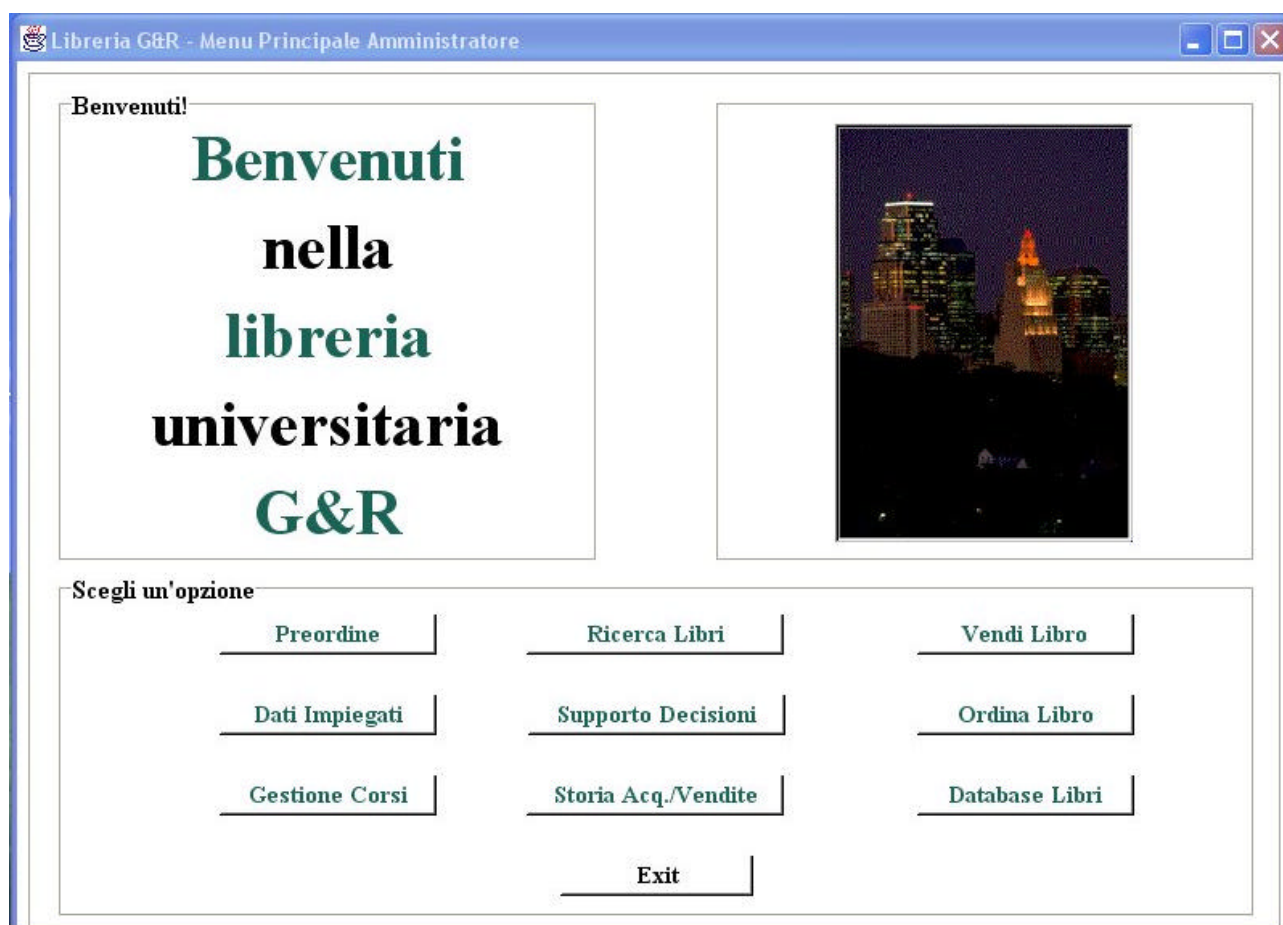 Libreria G&R - Menu Principale Amministratore
Benvenuti!
Benvenuti
nella
libreria
universitaria
G&R
Scegli un'opzione
Preordine Ricerca Libri Vendi Libro
Dati Impiegati Supporto Decisioni Ordina Libro
Gestione Corsi Storia Acq./Vendite Database Libri
Exit